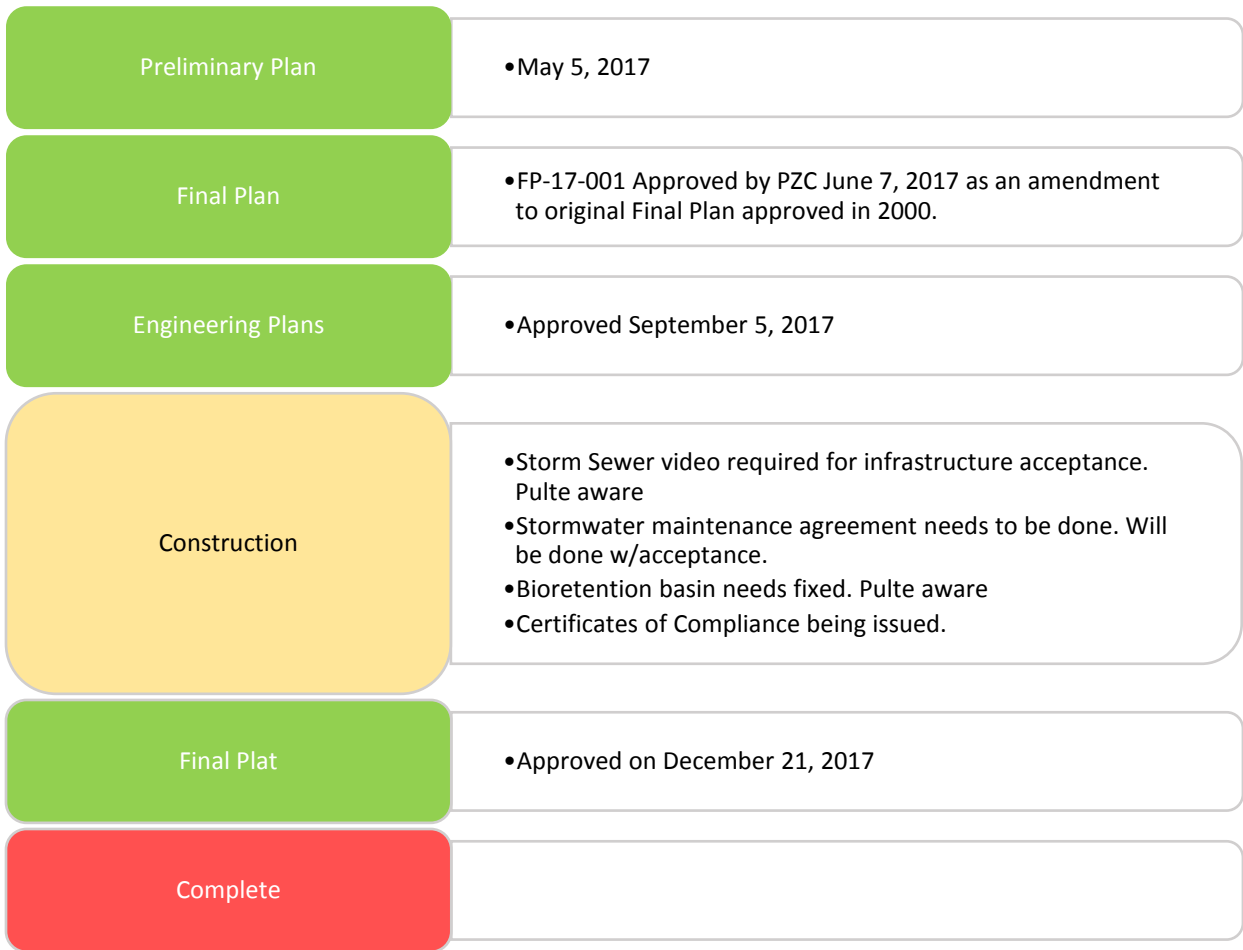 Preliminary Plan
•May 5, 2017
Final Plan
•FP-17-001 Approved by PZC June 7, 2017 as an amendment
to original Final Plan approved in 2000.
Engineering Plans
•Approved September 5, 2017
Construction
•Storm Sewer video required for infrastructure acceptance.
Pulte aware
•Stormwater maintenance agreement needs to be done. Will
be done w/acceptance.
•Bioretention basin needs fixed. Pulte aware
•Certificates of Compliance being issued.
Final Plat
•Approved on December 21, 2017
Complete